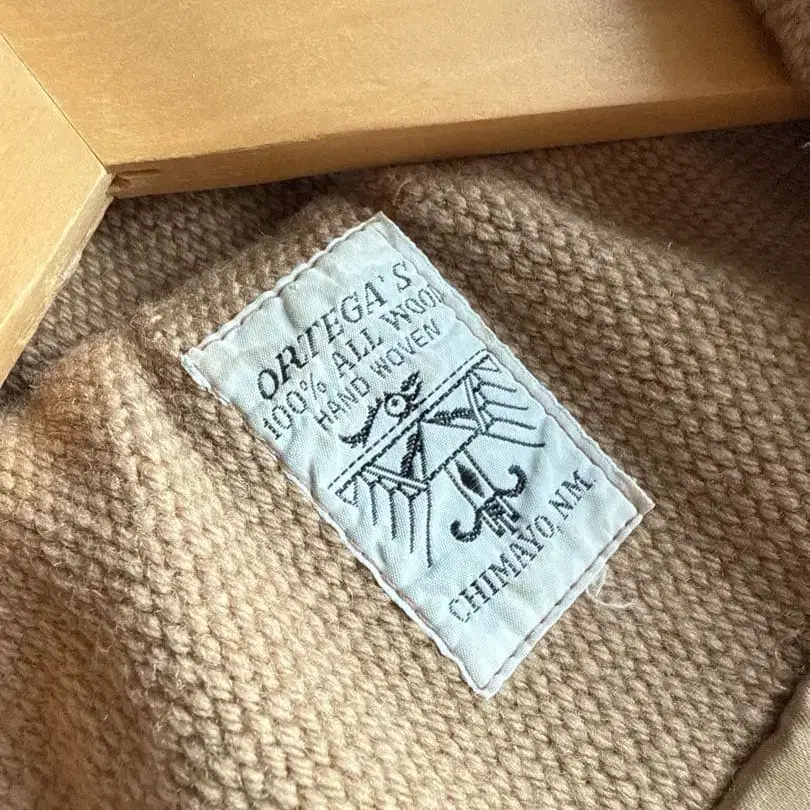 ORTEGA'S
100% ALL WOOL
HAND WOVEN
CHIMAYO, N.M.